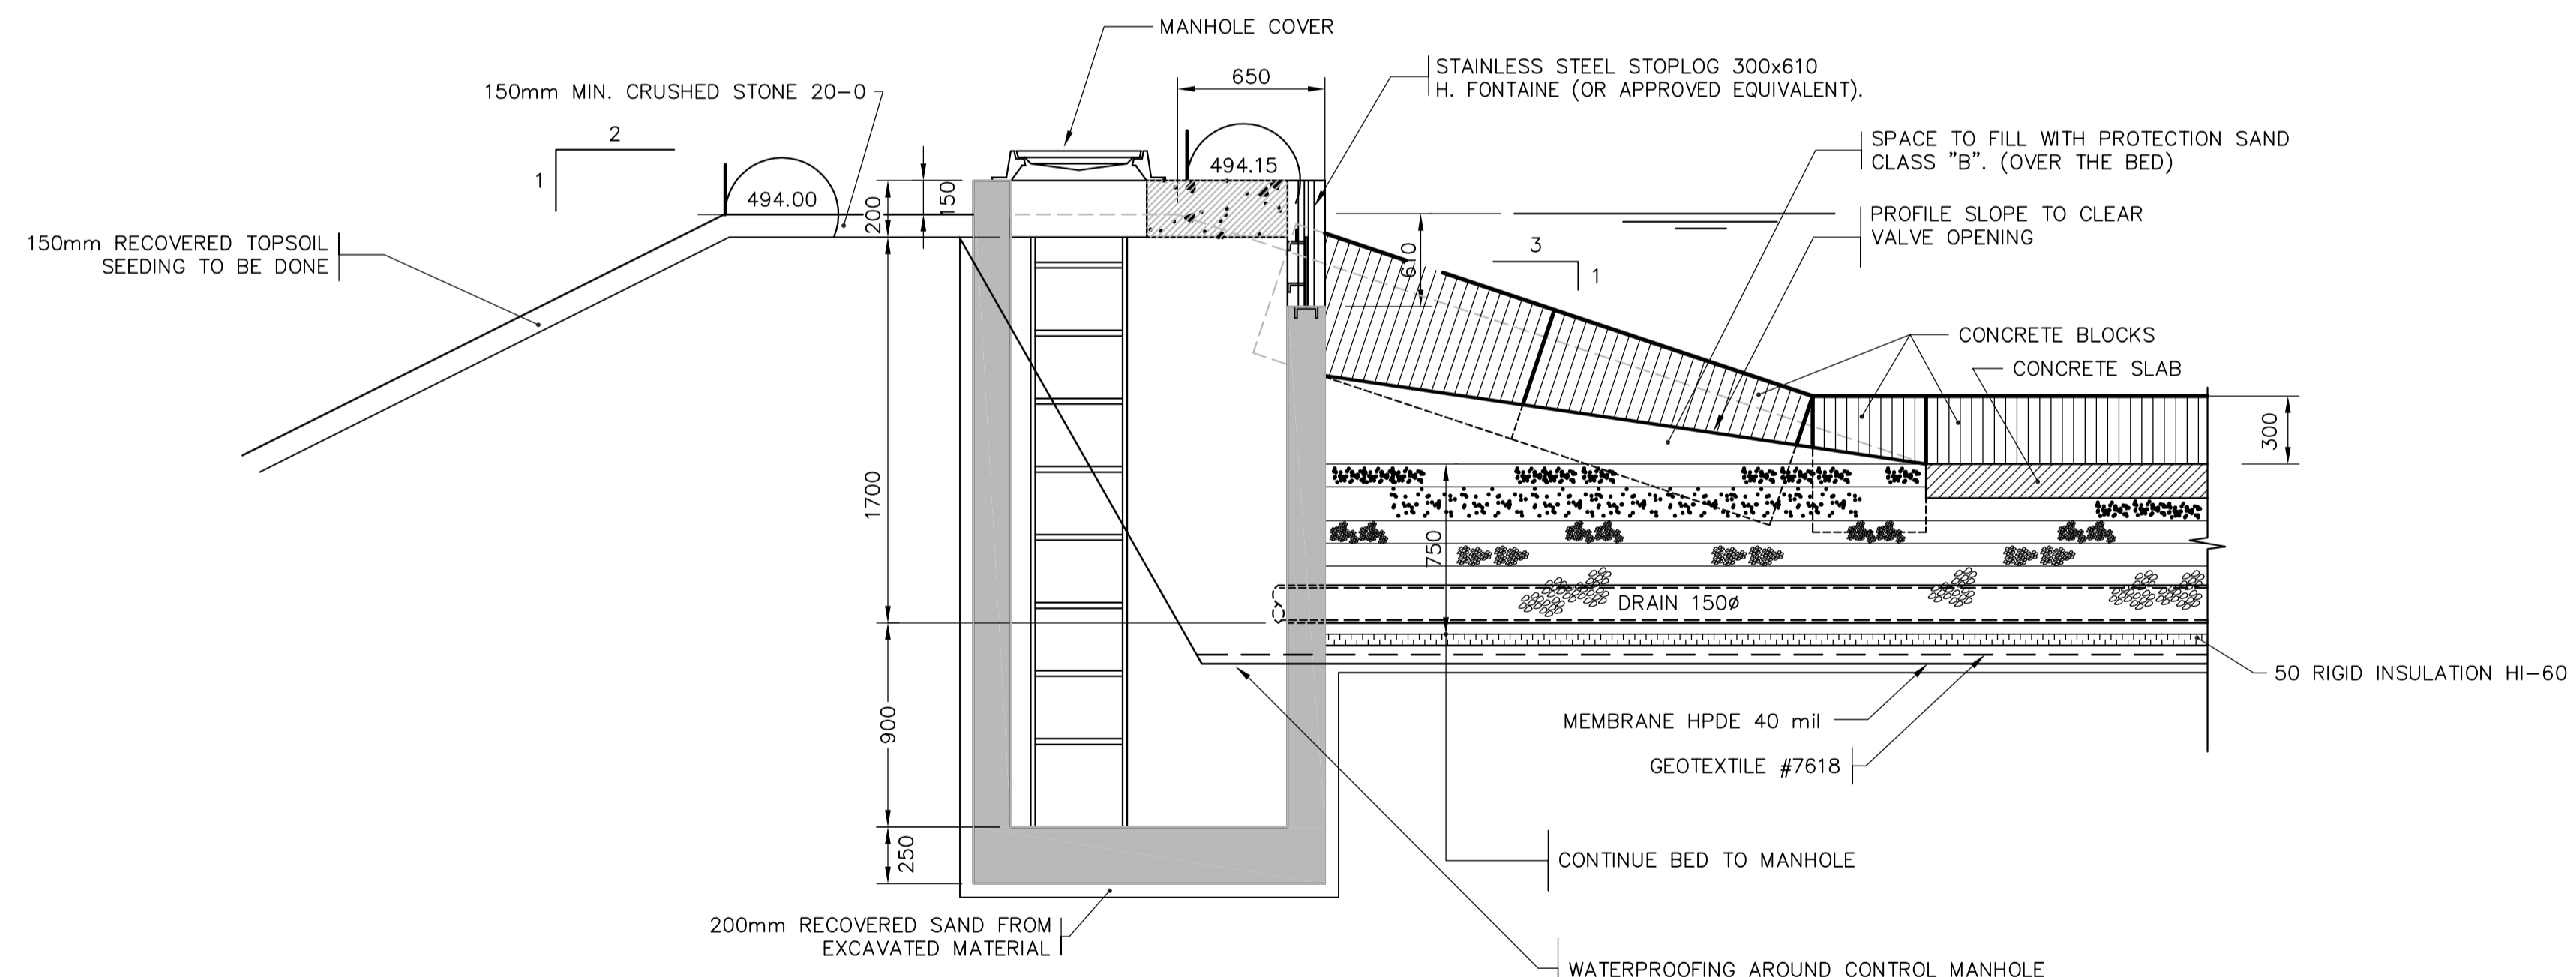 MANHOLE COVER
STAINLESS STEEL STOPLOG 300x610
H. FONTAINE (OR APPROVED EQUIVALENT).
650
150mm MIN. CRUSHED STONE 20-0
2
1
SPACE TO FILL WITH PROTECTION SAND
CLASS "B". (OVER THE BED)
494.15
494.00
150
200
PROFILE SLOPE TO CLEAR
VALVE OPENING
150mm RECOVERED TOPSOIL
SEEDING TO BE DONE
610
3
1
CONCRETE BLOCKS
CONCRETE SLAB
300
1700
750
DRAIN 150ø
50 RIGID INSULATION HI-60
MEMBRANE HPDE 40 mil
900
GEOTEXTILE #7618
250
CONTINUE BED TO MANHOLE
200mm RECOVERED SAND FROM
EXCAVATED MATERIAL
WATERPROOFING AROUND CONTROL MANHOLE